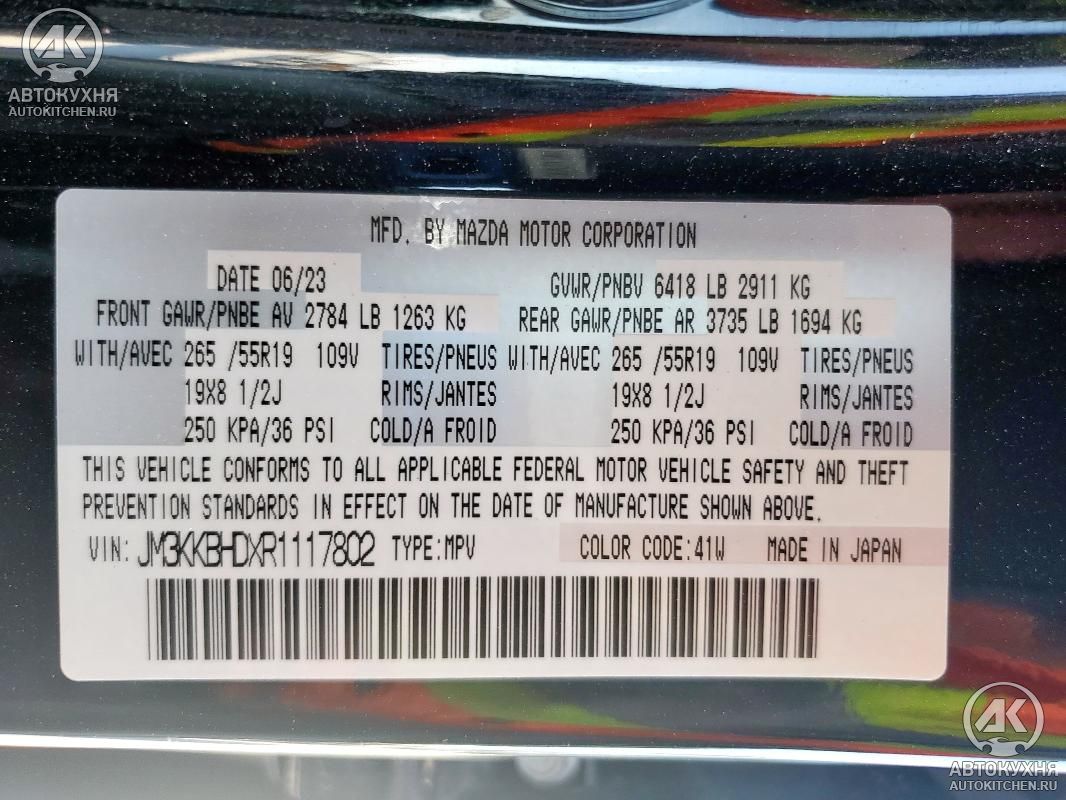 AK
АВТОКУХНЯ
AUTOKITCHEN.RU
MFD. BY MAZDA MOTOR CORPORATION
DATE 06/23 GVWR/PNBV 6418 LB 2911 KG
FRONT GAWR/PNBE AV 2784 LB 1263 KG REAR GAWR/PNBE AR 3735 LB 1694 KG
WITH/AVEC 265 /55R19 109V TIRES/PNEUS WITH/AVEC 265 /55R19 109V TIRES/PNEUS
19X8 1/2J RIMS/JANTES 19X8 1/2J RIMS/JANTES
250 KPA/36 PSI COLD/A FROID 250 KPA/36 PSI COLD/A FROID
THIS VEHICLE CONFORMS TO ALL APPLICABLE FEDERAL MOTOR VEHICLE SAFETY AND THEFT
PREVENTION STANDARDS IN EFFECT ON THE DATE OF MANUFACTURE SHOWN ABOVE.
VIN: JM3KKBHDXR1117802 TYPE:MPV COLOR CODE:41W MADE IN JAPAN
AK
АВТОКУХНЯ
AUTOKITCHEN.RU